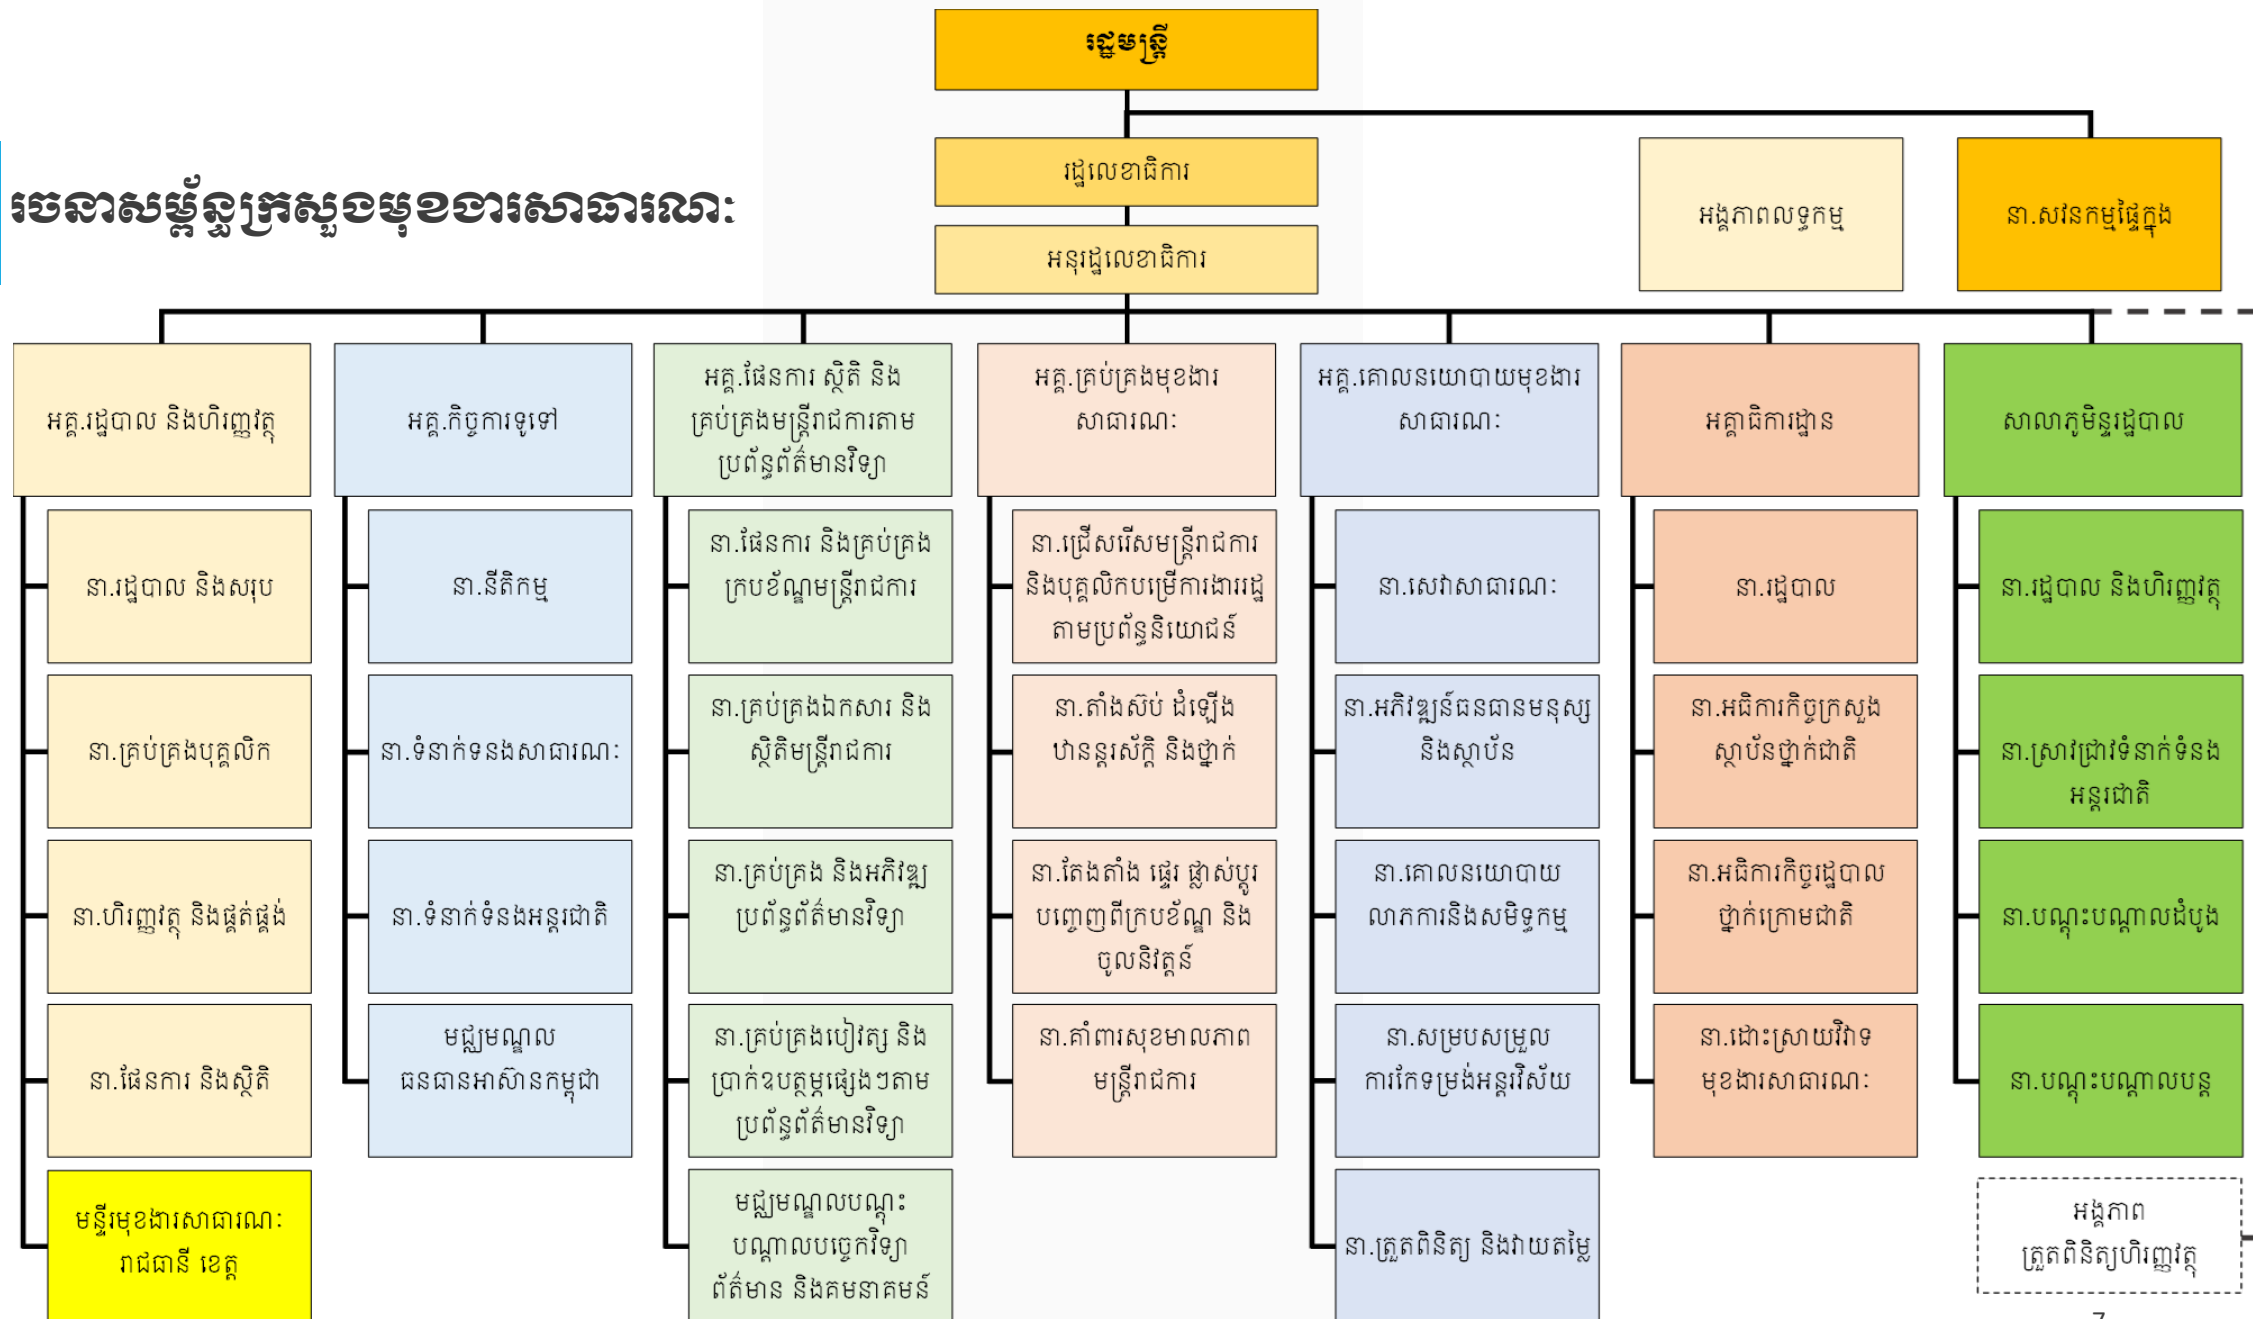 រដ្ឋមន្ត្រី
រដ្ឋលេខាធិការ
អនុរដ្ឋលេខាធិការ
អង្គភាពលទ្ធកម្ម
នា.សវនកម្មផ្ទៃក្នុង
រចនាសម្ព័ន្ធក្រសួងមុខងារសាធារណៈ
អគ្គ.រដ្ឋបាល និងហិរញ្ញវត្ថុ
នា.រដ្ឋបាល និងសរុប
នា.គ្រប់គ្រងបុគ្គលិក
នា.ហិរញ្ញវត្ថុ និងផ្គត់ផ្គង់
នា.ផែនការ និងស្ថិតិ
មន្ទីរមុខងារសាធារណៈ
រាជធានី ខេត្ត
អគ្គ.កិច្ចការទូទៅ
នា.នីតិកម្ម
នា.ទំនាក់ទនងសាធារណៈ
នា.ទំនាក់ទំនងអន្តរជាតិ
មជ្ឈមណ្ឌល
ធនធានអាស៊ានកម្ពុជា
អគ្គ.ផែនការ ស្ថិតិ និង
គ្រប់គ្រងមន្ត្រីរាជការតាម
ប្រព័ន្ធព័ត៌មានវិទ្យា
នា.ផែនការ និងគ្រប់គ្រង
ក្របខ័ណ្ឌមន្ត្រីរាជការ
នា.គ្រប់គ្រងឯកសារ និង
ស្ថិតិមន្ត្រីរាជការ
នា.គ្រប់គ្រង និងអភិវឌ្ឍ
ប្រព័ន្ធព័ត៌មានវិទ្យា
នា.គ្រប់គ្រងបៀវត្ស និង
ប្រាក់ឧបត្ថម្ភផ្សេងៗតាម
ប្រព័ន្ធព័ត៌មានវិទ្យា
មជ្ឈមណ្ឌលបណ្តុះ
បណ្តាលបច្ចេកវិទ្យា
ព័ត៌មាន និងគមនាគមន៍
អគ្គ.គ្រប់គ្រងមុខងារ
សាធារណៈ
នា.ជ្រើសរើសមន្ត្រីរាជការ
និងបុគ្គលិកបម្រើការងាររដ្ឋ
តាមប្រព័ន្ធនិយោជន៍
នា.តាំងស៊ប់ ដំឡើង
ឋានន្តរស័ក្តិ និងថ្នាក់
នា.តែងតាំង ផ្ទេរ ផ្លាស់ប្តូរ
បញ្ចេញពីក្របខ័ណ្ឌ និង
ចូលនិវត្តន៍
នា.គាំពារសុខមាលភាព
មន្ត្រីរាជការ
អគ្គ.គោលនយោបាយមុខងារ
សាធារណៈ
នា.សេវាសាធារណៈ
នា.អភិវឌ្ឍន៍ធនធានមនុស្ស
និងស្ថាប័ន
នា.គោលនយោបាយ
លាភការនិងសមិទ្ធកម្ម
នា.សម្របសម្រួល
ការកែទម្រង់អន្តរវិស័យ
នា.ត្រួតពិនិត្យ និងវាយតម្លៃ
អគ្គាធិការដ្ឋាន
នា.រដ្ឋបាល
នា.អធិការកិច្ចក្រសួង
ស្ថាប័នថ្នាក់ជាតិ
នា.អធិការកិច្ចរដ្ឋបាល
ថ្នាក់ក្រោមជាតិ
នា.ដោះស្រាយវិវាទ
មុខងារសាធារណៈ
សាលាភូមិន្ទរដ្ឋបាល
នា.រដ្ឋបាល និងហិរញ្ញវត្ថុ
នា.ស្រាវជ្រាវទំនាក់ទំនង
អន្តរជាតិ
នា.បណ្តុះបណ្តាលដំបូង
នា.បណ្តុះបណ្តាលបន្ត
អង្គភាព
ត្រួតពិនិត្យហិរញ្ញវត្ថុ